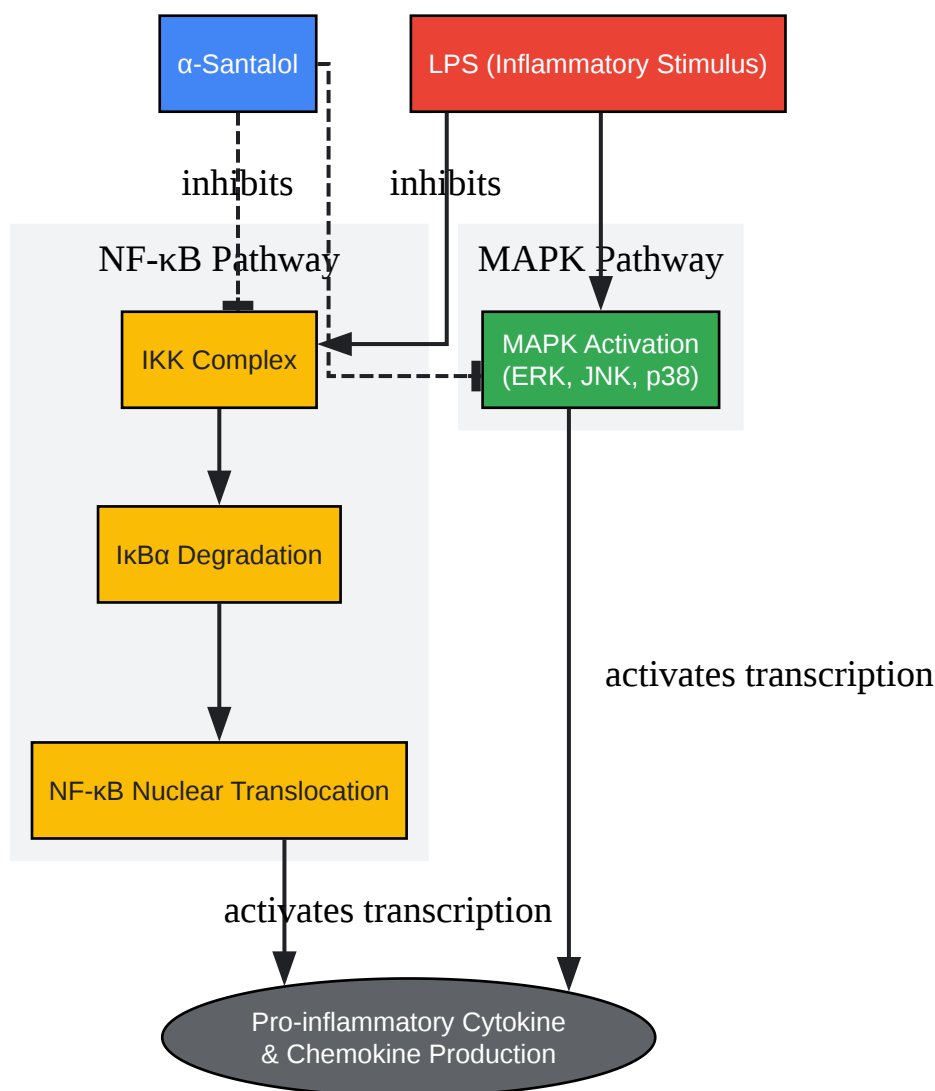 α-Santalol
LPS (Inflammatory Stimulus)
inhibits
inhibits
NF-κB Pathway
MAPK Pathway
IKK Complex
MAPK Activation
(ERK, JNK, p38)
IκBα Degradation
activates transcription
NF-κB Nuclear Translocation
activates transcription
Pro-inflammatory Cytokine
& Chemokine Production